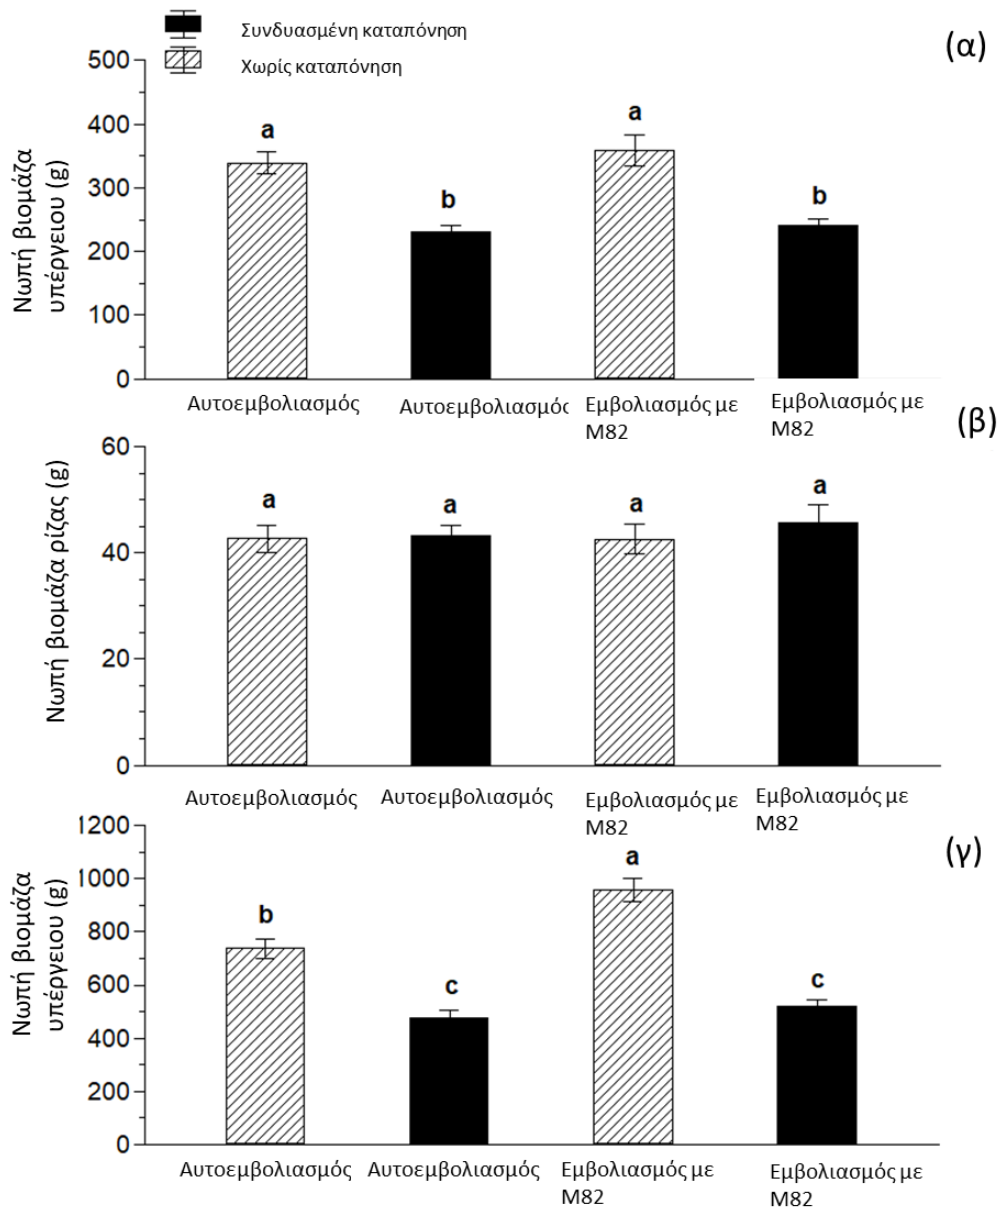 Συνδυασμένη καταπόνηση
Χωρίς καταπόνηση
(α)
Νωπή βιομάζα
υπέργειου (g)
500
400
300
200
100
0
a
b
a
b
Αυτοεμβολιασμός
Αυτοεμβολιασμός
Εμβολιασμός με
M82
Εμβολιασμός με
M82
(β)
Νωπή βιομάζα ρίζας (g)
60
40
20
0
a
a
a
a
Αυτοεμβολιασμός
Αυτοεμβολιασμός
Εμβολιασμός με
M82
Εμβολιασμός με
M82
(γ)
Νωπή βιομάζα
υπέργειου (g)
1200
1000
800
600
400
200
0
b
c
a
c
Αυτοεμβολιασμός
Αυτοεμβολιασμός
Εμβολιασμός με
M82
Εμβολιασμός με
M82